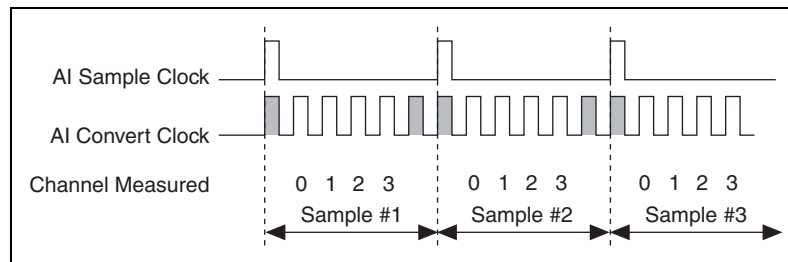 AI Sample Clock
AI Convert Clock
Channel Measured 0 1 2 3 0 1 2 3 0 1 2 3
Sample #1 Sample #2 Sample #3